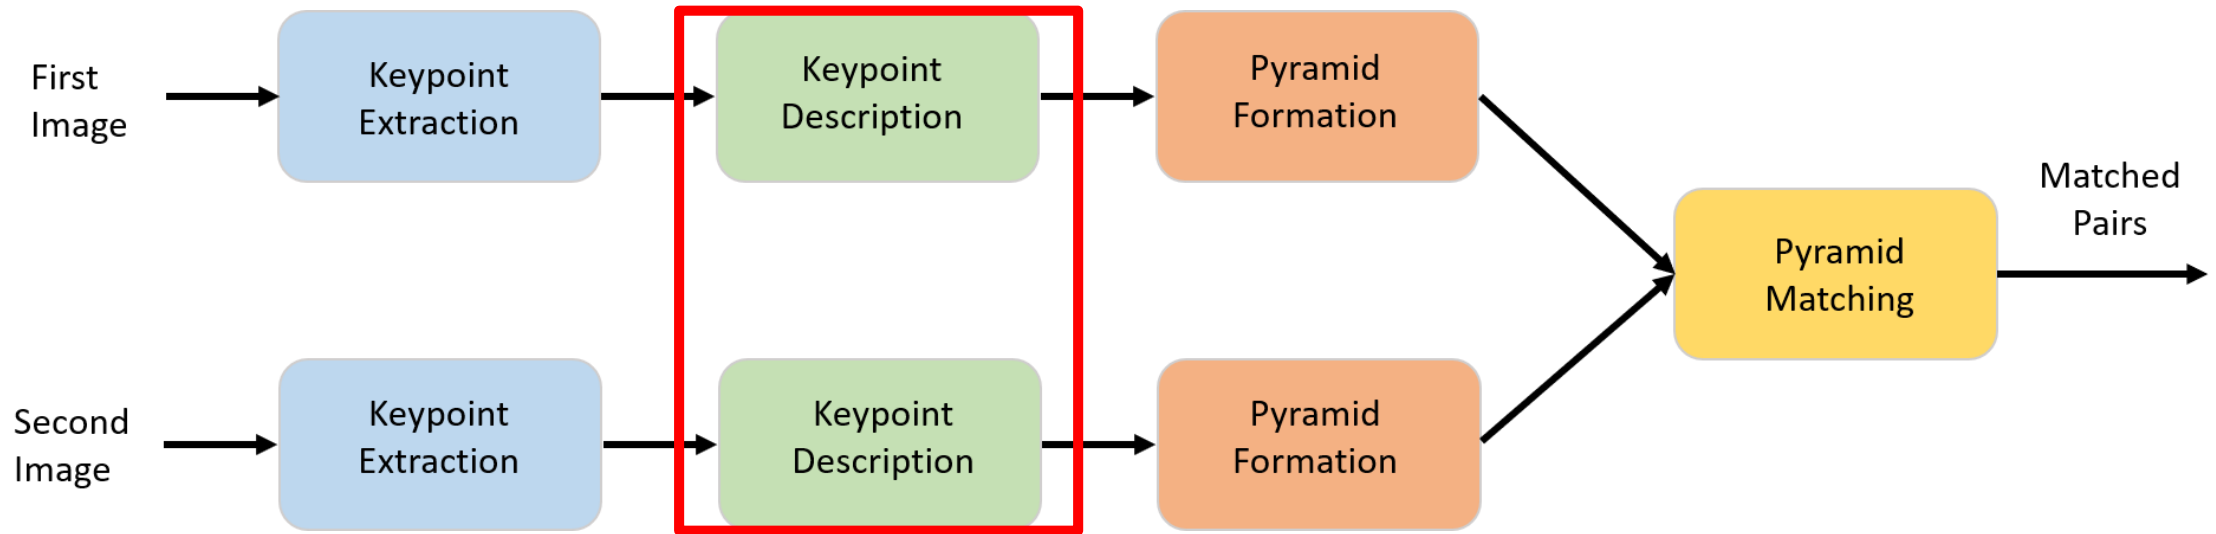 First
Image
Keypoint
Extraction
Keypoint
Description
Pyramid
Formation
Second
Image
Keypoint
Extraction
Keypoint
Description
Pyramid
Formation
Pyramid
Matching
Matched
Pairs